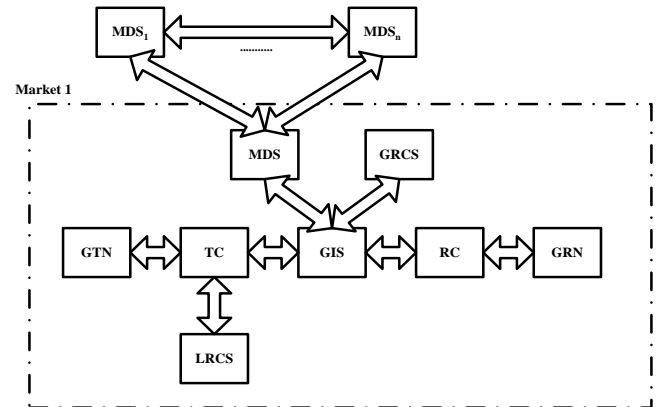 MDS1 MDSn
...........
Market 1
MDS GRCS
GTN TC GIS RC GRN
LRCS